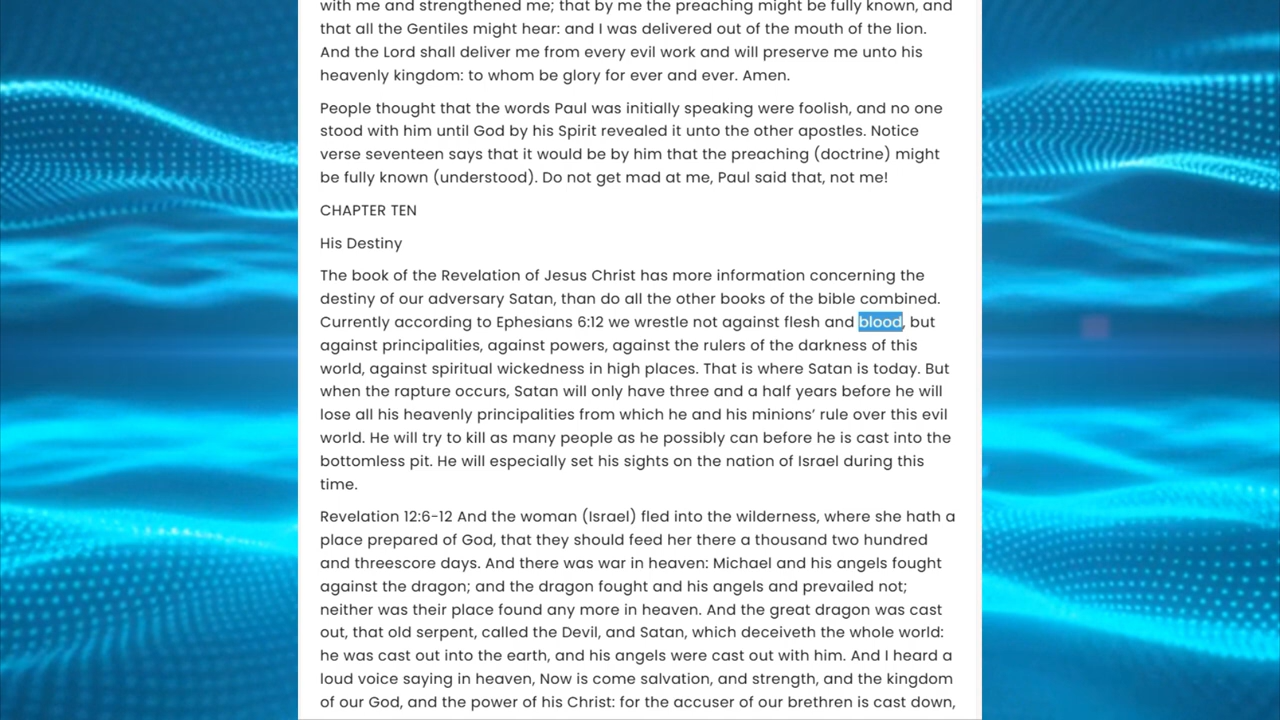 with me and strengthened me; that by me the preaching might be fully known, and
that all the Gentiles might hear: and I was delivered out of the mouth of the lion.
And the Lord shall deliver me from every evil work and will preserve me unto his
heavenly kingdom: to whom be glory for ever and ever. Amen.
People thought that the words Paul was initially speaking were foolish, and no one
stood with him until God by his Spirit revealed it unto the other apostles. Notice
verse seventeen says that it would be by him that the preaching (doctrine) might
be fully known (understood). Do not get mad at me, Paul said that, not me!
CHAPTER TEN
His Destiny
The book of the Revelation of Jesus Christ has more information concerning the
destiny of our adversary Satan, than do all the other books of the bible combined.
Currently according to Ephesians 6:12 we wrestle not against flesh and blood, but
against principalities, against powers, against the rulers of the darkness of this
world, against spiritual wickedness in high places. That is where Satan is today. But
when the rapture occurs, Satan will only have three and a half years before he will
lose all his heavenly principalities from which he and his minions’ rule over this evil
world. He will try to kill as many people as he possibly can before he is cast into the
bottomless pit. He will especially set his sights on the nation of Israel during this
time.
Revelation 12:6-12 And the woman (Israel) fled into the wilderness, where she hath a
place prepared of God, that they should feed her there a thousand two hundred
and threescore days. And there was war in heaven: Michael and his angels fought
against the dragon; and the dragon fought and his angels and prevailed not;
neither was their place found any more in heaven. And the great dragon was cast
out, that old serpent, called the Devil, and Satan, which deceiveth the whole world:
he was cast out into the earth, and his angels were cast out with him. And I heard a
loud voice saying in heaven, Now is come salvation, and strength, and the kingdom
of our God, and the power of his Christ: for the accuser of our brethren is cast down,